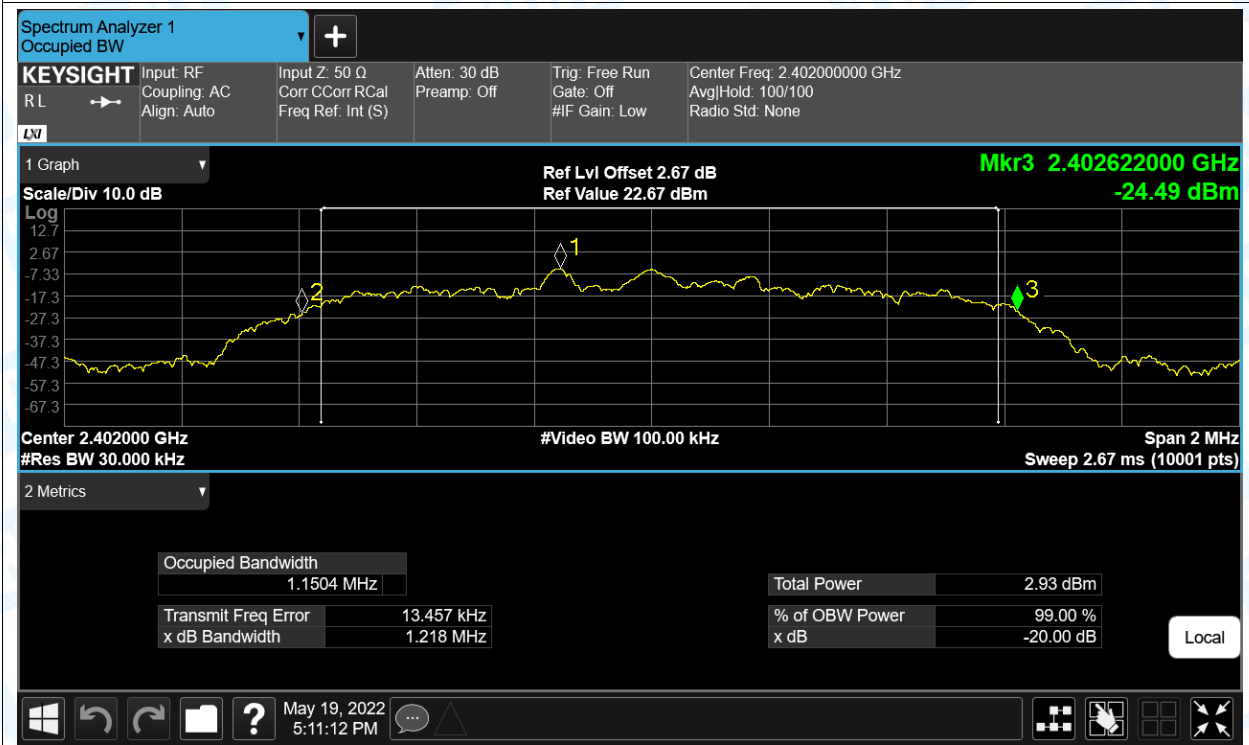 Spectrum Analyzer 1
Occupied BW
KEYSIGHT
R L
LXI
Input: RF
Coupling: AC
Align: Auto
Input Z: 50 Ω
Corr CCorr RCal
Freq Ref: Int (S)
Atten: 30 dB
Preamp: Off
Trig: Free Run
Gate: Off
#IF Gain: Low
Center Freq: 2.402000000 GHz
Avg|Hold: 100/100
Radio Std: None
1 Graph
Scale/Div 10.0 dB
Ref Lvl Offset 2.67 dB
Ref Value 22.67 dBm
Mkr3 2.402622000 GHz
-24.49 dBm
Log
12.7
2.67
-7.33
-17.3
-27.3
-37.3
-47.3
-57.3
-67.3
1
2
3
Center 2.402000 GHz
#Video BW 100.00 kHz
Span 2 MHz
#Res BW 30.000 kHz
Sweep 2.67 ms (10001 pts)
2 Metrics
Occupied Bandwidth
1.1504 MHz
Total Power 2.93 dBm
Transmit Freq Error 13.457 kHz
% of OBW Power 99.00 %
x dB Bandwidth 1.218 MHz
x dB -20.00 dB
Local
?
May 19, 2022
5:11:12 PM